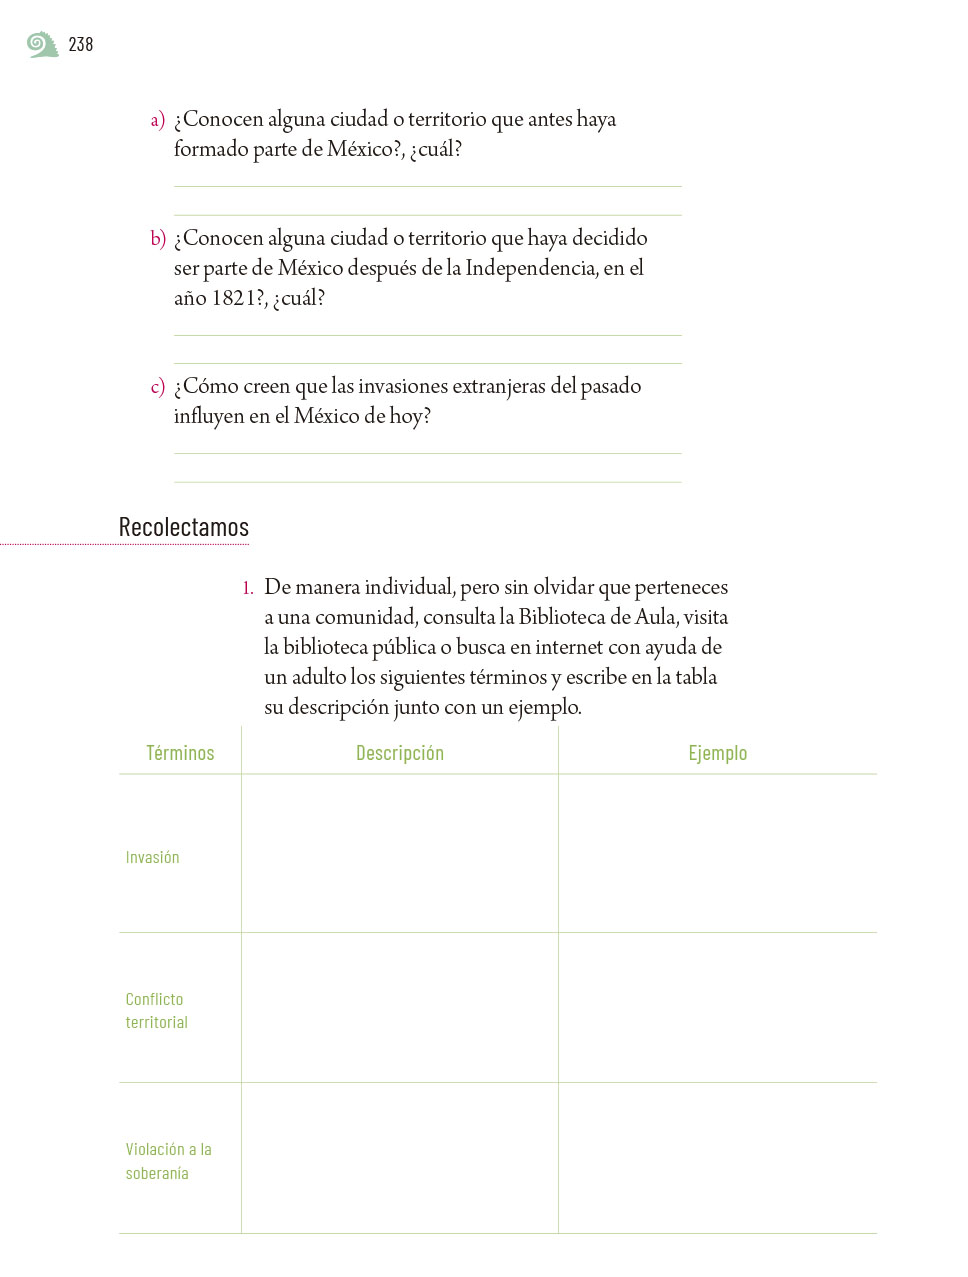 238
a) ¿Conocen alguna ciudad o territorio que antes haya
formado parte de México?, ¿cuál?
b) ¿Conocen alguna ciudad o territorio que haya decidido
ser parte de México después de la Independencia, en el
año 1821?, ¿cuál?
c) ¿Cómo creen que las invasiones extranjeras del pasado
influyen en el México de hoy?
Recolectamos
1. De manera individual, pero sin olvidar que perteneces
a una comunidad, consulta la Biblioteca de Aula, visita
la biblioteca pública o busca en internet con ayuda de
un adulto los siguientes términos y escribe en la tabla
su descripción junto con un ejemplo.
Términos Descripción Ejemplo
Invasión
Conflicto
territorial
Violación a la
soberanía